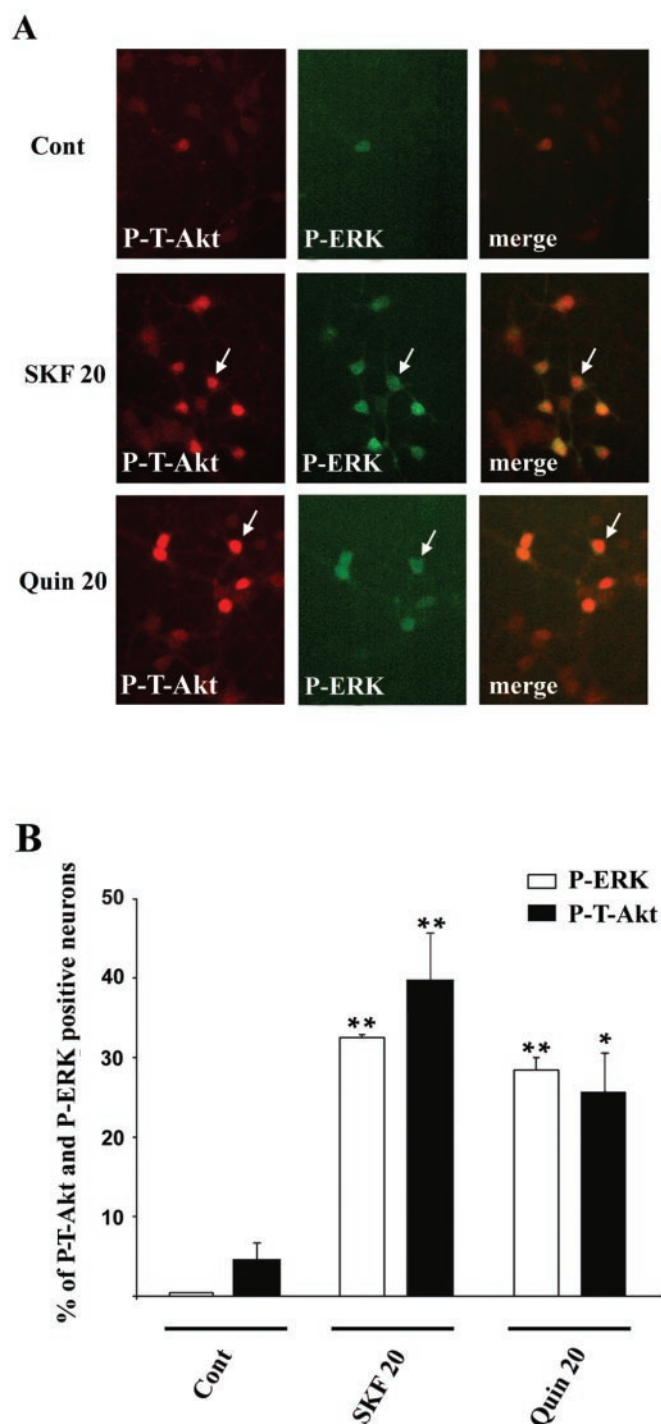 A
Cont
P-T-Akt
P-ERK
merge
SKF 20
P-T-Akt
P-ERK
merge
Quin 20
P-T-Akt
P-ERK
merge
B
% of P-T-Akt and P-ERK positive neurons
50
40
30
20
10
P-ERK
P-T-Akt
**
**
**
*
Cont
SKF 20
Quin 20